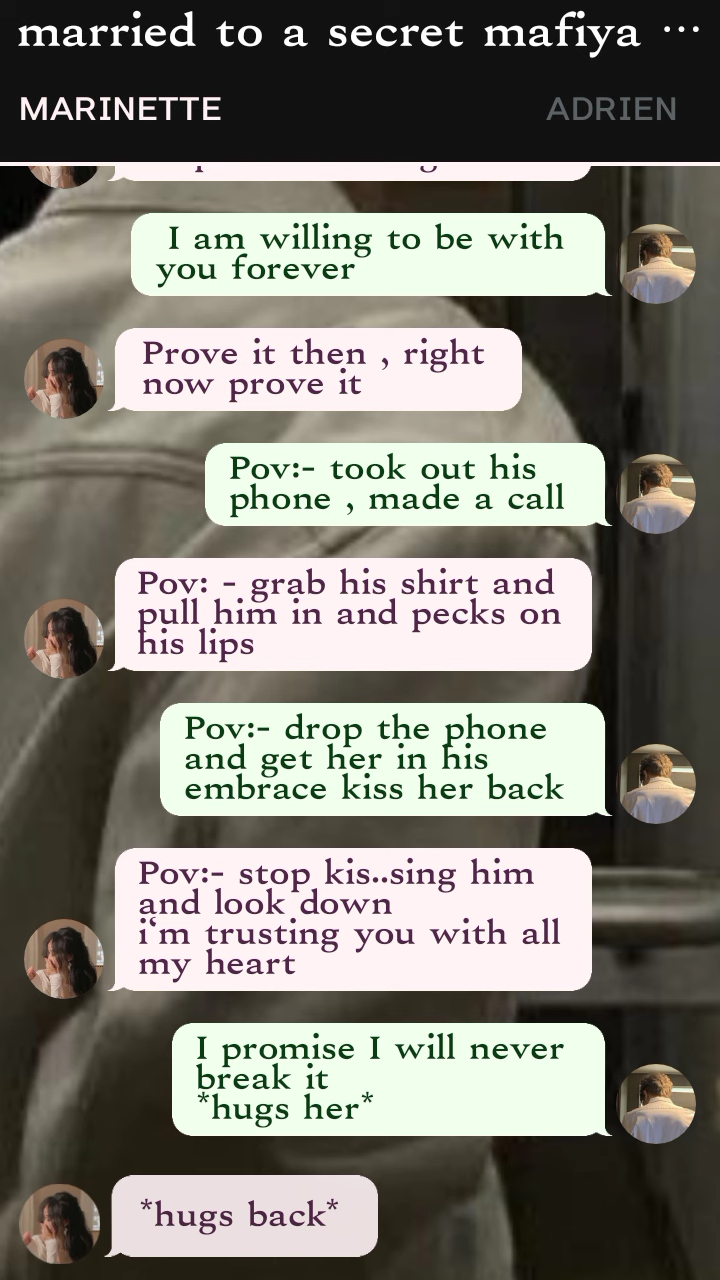 married to a secret mafiya ...
MARINETTE
ADRIEN
I am willing to be with
you forever
Prove it then , right
now prove it
Pov:- took out his
phone , made a call
Pov: - grab his shirt and
pull him in and pecks on
his lips
Pov:- drop the phone
and get her in his
embrace kiss her back
Pov:- stop kis..sing him
and look down
i'm trusting you with all
my heart
I promise I will never
break it
*hugs her*
*hugs back*